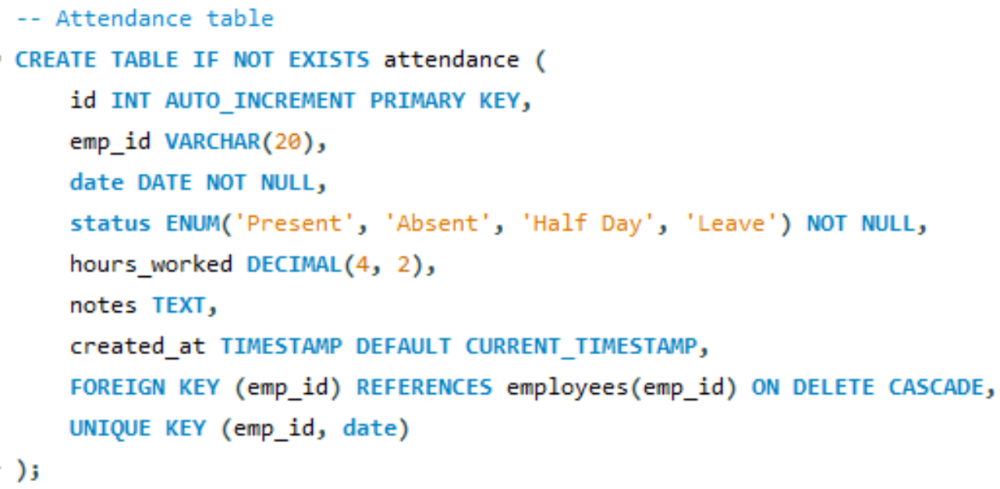 -- Attendance table
CREATE TABLE IF NOT EXISTS attendance (
    id INT AUTO_INCREMENT PRIMARY KEY,
    emp_id VARCHAR(20),
    date DATE NOT NULL,
    status ENUM('Present', 'Absent', 'Half Day', 'Leave') NOT NULL,
    hours_worked DECIMAL(4, 2),
    notes TEXT,
    created_at TIMESTAMP DEFAULT CURRENT_TIMESTAMP,
    FOREIGN KEY (emp_id) REFERENCES employees(emp_id) ON DELETE CASCADE,
    UNIQUE KEY (emp_id, date)
);